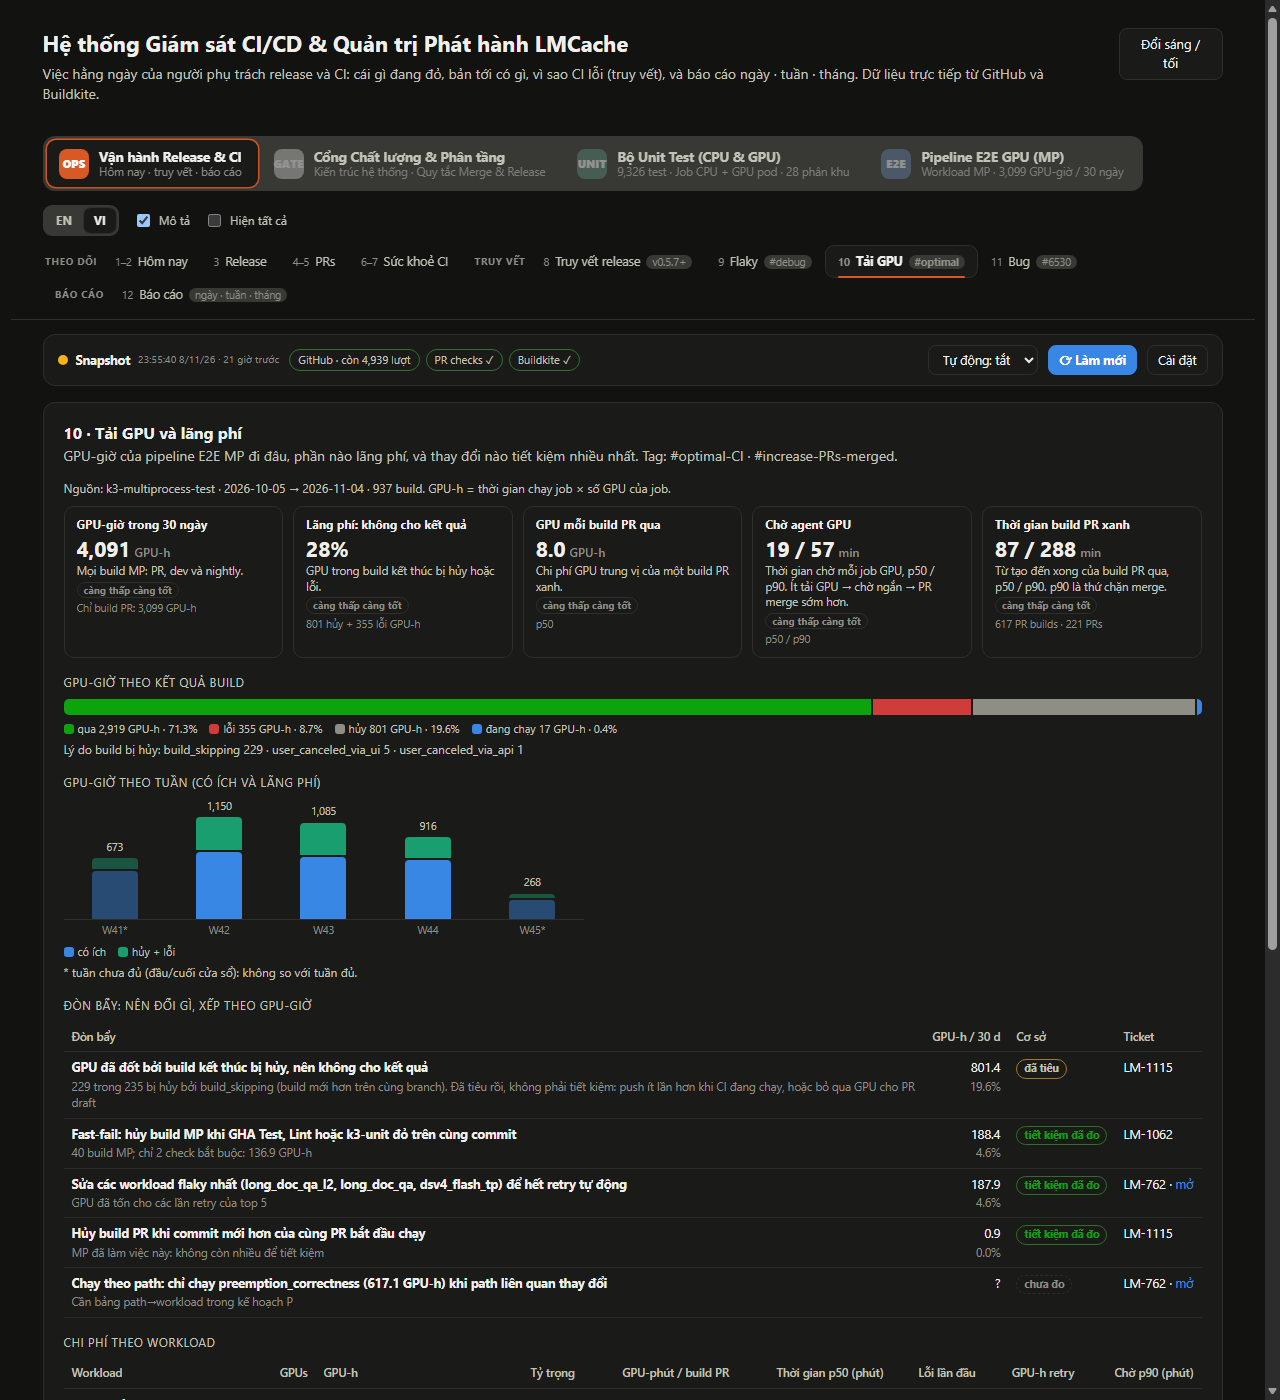 Hệ thống Giám sát CI/CD & Quản trị Phát hành LMCache
Việc hằng ngày của người phụ trách release và CI: cái gì đang đỏ, bản tới có gì, vì sao CI lỗi (truy vết), và báo cáo ngày · tuần · tháng. Dữ liệu trực tiếp từ GitHub và
Buildkite.
Đổi sáng /
tối
OPS Vận hành Release & CI
Hôm nay · truy vết · báo cáo
GATE Cổng Chất lượng & Phân tầng
Kiến trúc hệ thống · Quy tắc Merge & Release
UNIT Bộ Unit Test (CPU & GPU)
9,326 test · Job CPU + GPU pod · 28 phân khu
E2E Pipeline E2E GPU (MP)
Workload MP · 3,099 GPU-giờ / 30 ngày
EN VI Mô tả Hiện tất cả
THEO DÕI 1–2 Hôm nay 3 Release 4–5 PRs 6–7 Sức khoẻ CI TRUY VẾT 8 Truy vết release v0.5.7+ 9 Flaky #debug 10 Tải GPU #optimal 11 Bug #6530
BÁO CÁO 12 Báo cáo ngày · tuần · tháng
Snapshot 23:55:40 8/11/26 · 21 giờ trước GitHub · còn 4,939 lượt PR checks ✓ Buildkite ✓ Tự động: tắt ⟳ Làm mới Cài đặt
10 · Tải GPU và lãng phí
GPU-giờ của pipeline E2E MP đi đâu, phần nào lãng phí, và thay đổi nào tiết kiệm nhiều nhất. Tag: #optimal-CI · #increase-PRs-merged.
Nguồn: k3-multiprocess-test · 2026-10-05 → 2026-11-04 · 937 build. GPU-h = thời gian chạy job × số GPU của job.
GPU-giờ trong 30 ngày
4,091 GPU-h
Mọi build MP: PR, dev và nightly.
càng thấp càng tốt
Chỉ build PR: 3,099 GPU-h
Lãng phí: không cho kết quả
28%
GPU trong build kết thúc bị hủy hoặc
lỗi.
càng thấp càng tốt
801 hủy + 355 lỗi GPU-h
GPU mỗi build PR qua
8.0 GPU-h
Chi phí GPU trung vị của một build PR
xanh.
càng thấp càng tốt
p50
Chờ agent GPU
19 / 57 min
Thời gian chờ mỗi job GPU, p50 /
p90. Ít tải GPU → chờ ngắn → PR
merge sớm hơn.
càng thấp càng tốt
p50 / p90
Thời gian build PR xanh
87 / 288 min
Từ tạo đến xong của build PR qua,
p50 / p90. p90 là thứ chặn merge.
càng thấp càng tốt
617 PR builds · 221 PRs
GPU-GIỜ THEO KẾT QUẢ BUILD
qua 2,919 GPU-h · 71.3% lỗi 355 GPU-h · 8.7% hủy 801 GPU-h · 19.6% đang chạy 17 GPU-h · 0.4%
Lý do build bị hủy: build_skipping 229 · user_canceled_via_ui 5 · user_canceled_via_api 1
GPU-GIỜ THEO TUẦN (CÓ ÍCH VÀ LÃNG PHÍ)
673 1,150 1,085 916 268
W41* W42 W43 W44 W45*
có ích hủy + lỗi
* tuần chưa đủ (đầu/cuối cửa sổ): không so với tuần đủ.
ĐÒN BẨY: NÊN ĐỔI GÌ, XẾP THEO GPU-GIỜ
Đòn bẩy GPU-h / 30 d Cơ sở Ticket
GPU đã đốt bởi build kết thúc bị hủy, nên không cho kết quả 801.4 đã tiêu LM-1115
229 trong 235 bị hủy bởi build_skipping (build mới hơn trên cùng branch). Đã tiêu rồi, không phải tiết kiệm: push ít lần hơn khi CI đang chạy, hoặc bỏ qua GPU cho PR 19.6%
draft
Fast-fail: hủy build MP khi GHA Test, Lint hoặc k3-unit đỏ trên cùng commit 188.4 tiết kiệm đã đo LM-1062
40 build MP; chỉ 2 check bắt buộc: 136.9 GPU-h 4.6%
Sửa các workload flaky nhất (long_doc_qa_l2, long_doc_qa, dsv4_flash_tp) để hết retry tự động 187.9 tiết kiệm đã đo LM-762 · mở
GPU đã tốn cho các lần retry của top 5 4.6%
Hủy build PR khi commit mới hơn của cùng PR bắt đầu chạy 0.9 tiết kiệm đã đo LM-1115
MP đã làm việc này: không còn nhiều để tiết kiệm 0.0%
Chạy theo path: chỉ chạy preemption_correctness (617.1 GPU-h) khi path liên quan thay đổi ? chưa đo LM-762 · mở
Cần bảng path→workload trong kế hoạch P
CHI PHÍ THEO WORKLOAD
Workload GPUs GPU-h Tỷ trọng GPU-phút / build PR Thời gian p50 (phút) Lỗi lần đầu GPU-h retry Chờ p90 (phút)